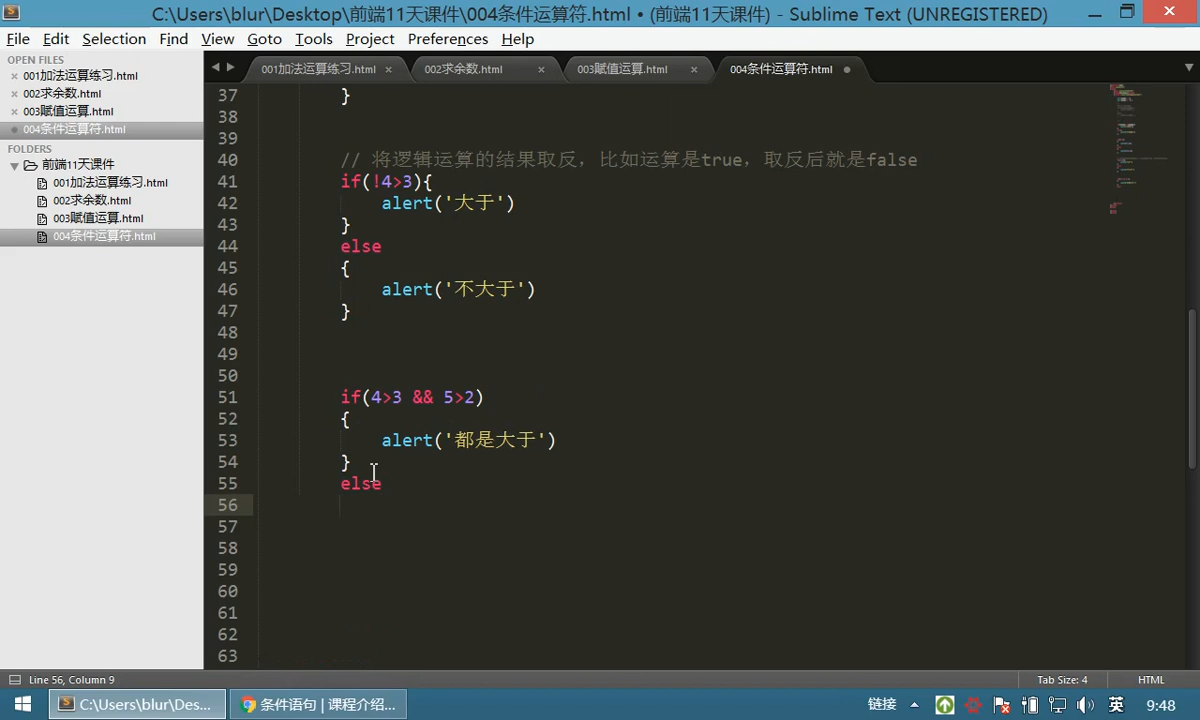 C:\Users\blur\Desktop\前端11天课件\004条件运算符.html • (前端11天课件) - Sublime Text (UNREGISTERED)
File Edit Selection Find View Goto Tools Project Preferences Help
OPEN FILES
001加法运算练习.html
002求余数.html
003赋值运算.html
004条件运算符.html
FOLDERS
前端11天课件
001加法运算练习.html
002求余数.html
003赋值运算.html
004条件运算符.html
001加法运算练习.html × 002求余数.html × 003赋值运算.html × 004条件运算符.html •
37 }
38
39
40 // 将逻辑运算的结果取反，比如运算是true，取反后就是false
41 if(!4>3){
42 alert('大于')
43 }
44 else
45 {
46 alert('不大于')
47 }
48
49
50
51 if(4>3 && 5>2)
52 {
53 alert('都是大于')
54 }
55 else
56
57
58
59
60
61
62
63
Line 56, Column 9 Tab Size: 4 HTML
C:\Users\blur\Des... 条件语句 | 课程介绍... 链接 英 9:48